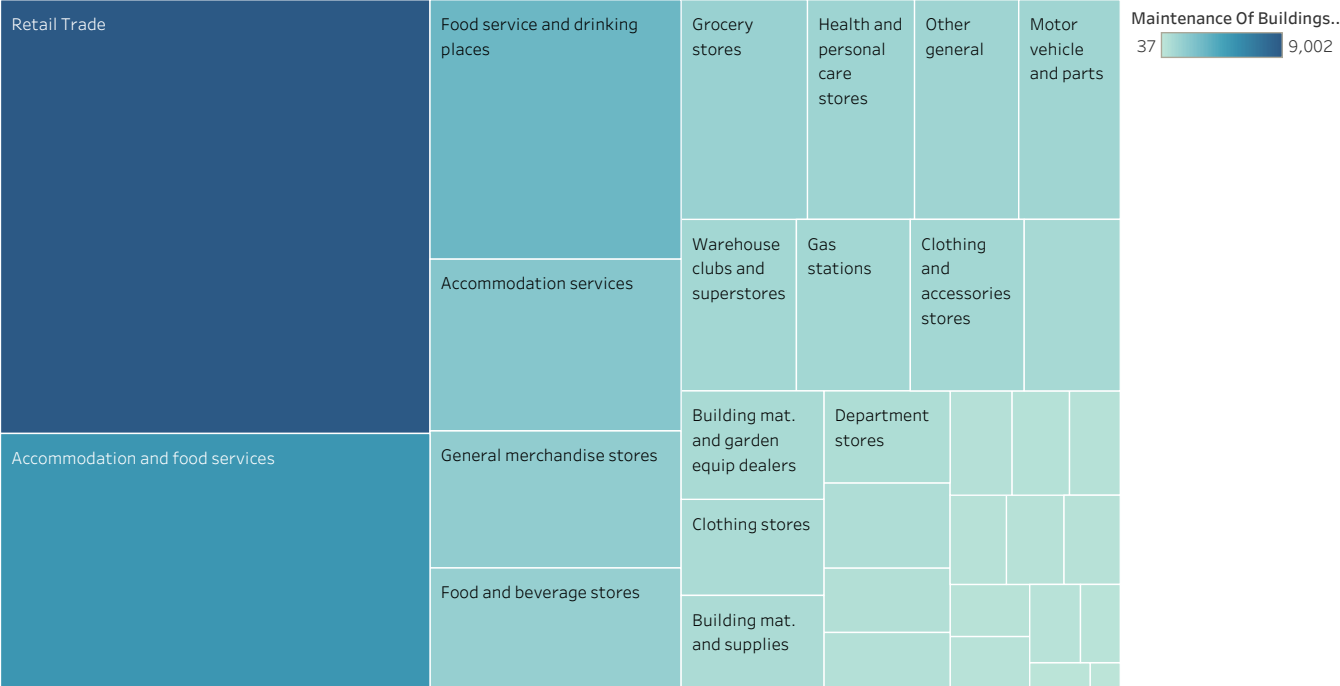 Retail Trade
Accommodation and food services
Food service and drinking
places
Accommodation services
General merchandise stores
Food and beverage stores
Grocery
stores
Health and
personal
care
stores
Other
general
Motor
vehicle
and parts
Warehouse
clubs and
superstores
Gas
stations
Clothing
and
accessories
stores
Building mat.
and garden
equip dealers
Department
stores
Clothing stores
Building mat.
and supplies
Maintenance Of Buildings..
37 9,002